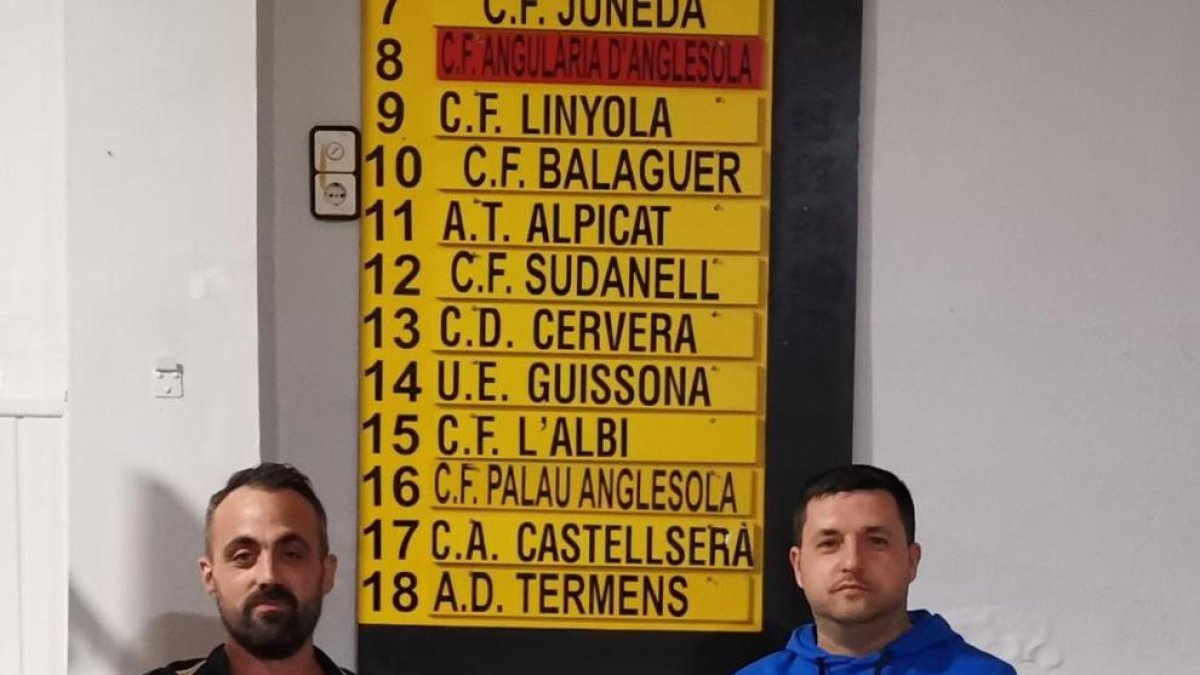 7 C.F. JUNEDA
8 C.F. ANGULÀRIA D'ANGLESOLA
9 C.F. LINYOLA
10 C.F. BALAGUER
11 A.T. ALPICAT
12 C.F. SUDANELL
13 C.D. CERVERA
14 U.E. GUISSONA
15 C.F. L'ALBI
16 C.F. PALAU ANGLESOLA
17 C.A. CASTELLSERÀ
18 A.D. TERMENS